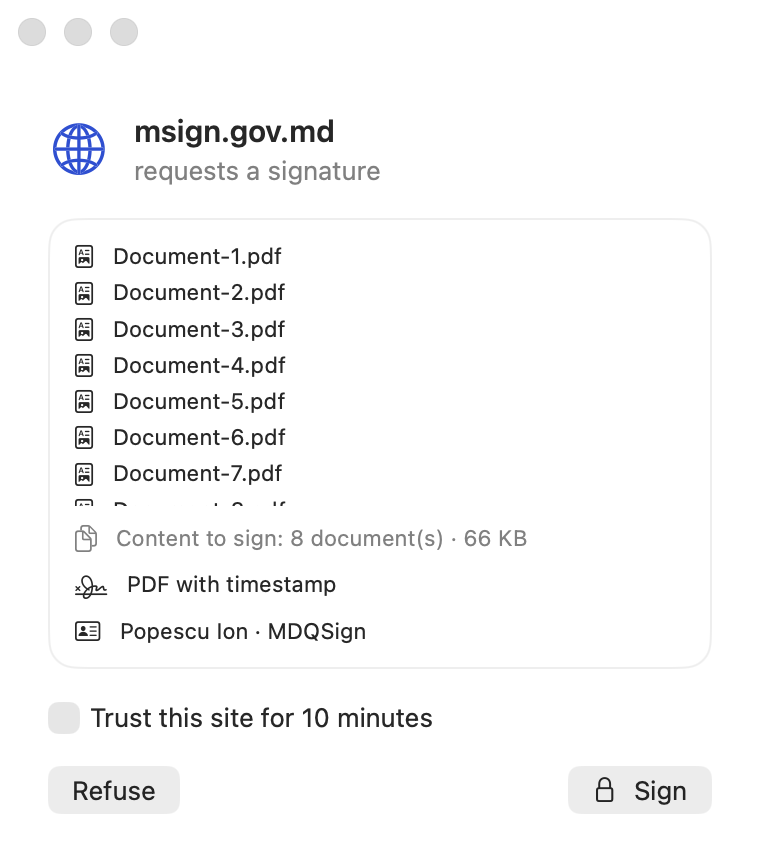 msign.gov.md
requests a signature
Document-1.pdf
Document-2.pdf
Document-3.pdf
Document-4.pdf
Document-5.pdf
Document-6.pdf
Document-7.pdf
Content to sign: 8 document(s) · 66 KB
PDF with timestamp
Popescu Ion · MDQSign
Trust this site for 10 minutes
Refuse
Sign